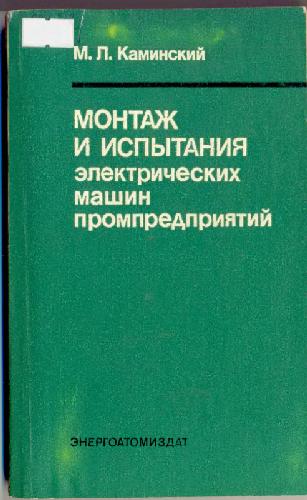 М. Л. Каминский
МОНТАЖ
И ИСПЫТАНИЯ
электрических
машин
промпредприятий
ЭНЕРГОАТОМИЗДАТ